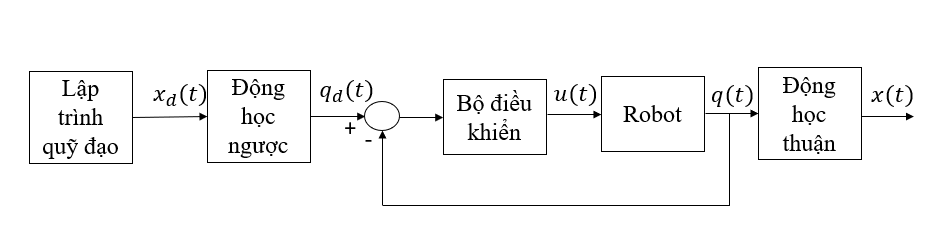 Lập
trình
quỹ đạo
x_d(t)
Động
học
ngược
q_d(t)
+
-
Bộ điều
khiển
u(t)
Robot
q(t)
Động
học
thuận
x(t)